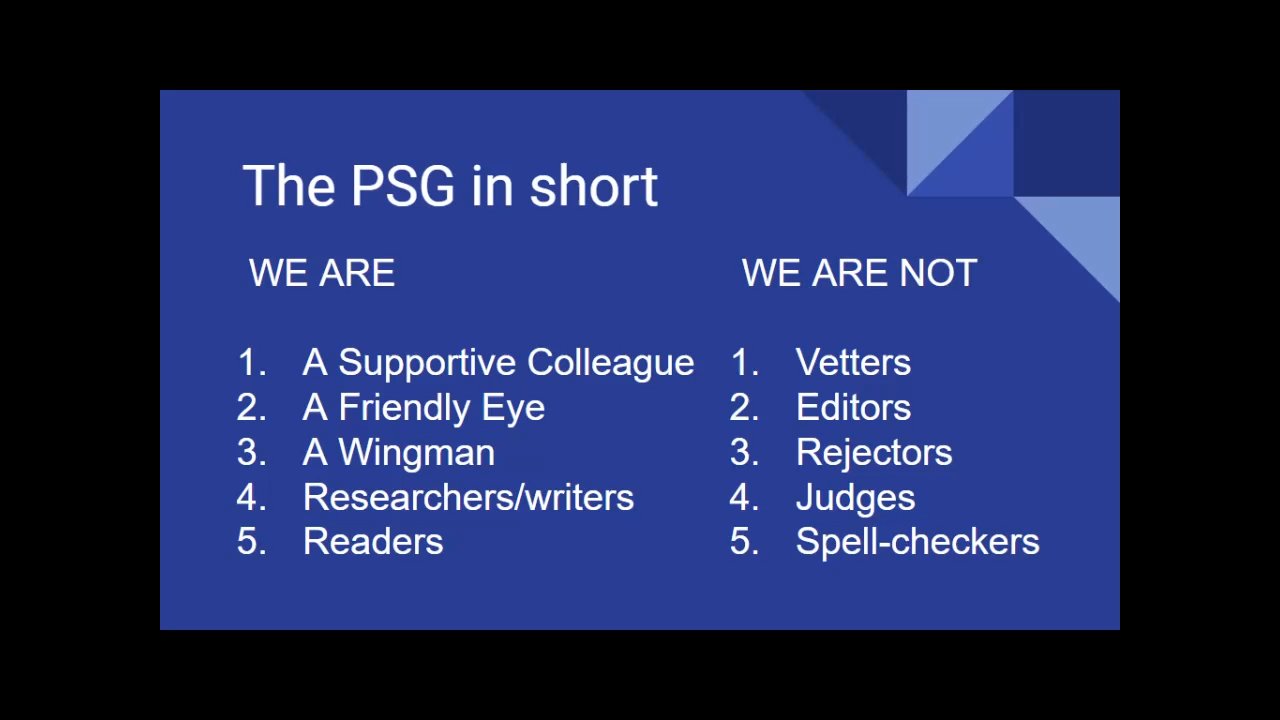 The PSG in short
WE ARE
1. A Supportive Colleague
2. A Friendly Eye
3. A Wingman
4. Researchers/writers
5. Readers
WE ARE NOT
1. Vetters
2. Editors
3. Rejectors
4. Judges
5. Spell-checkers